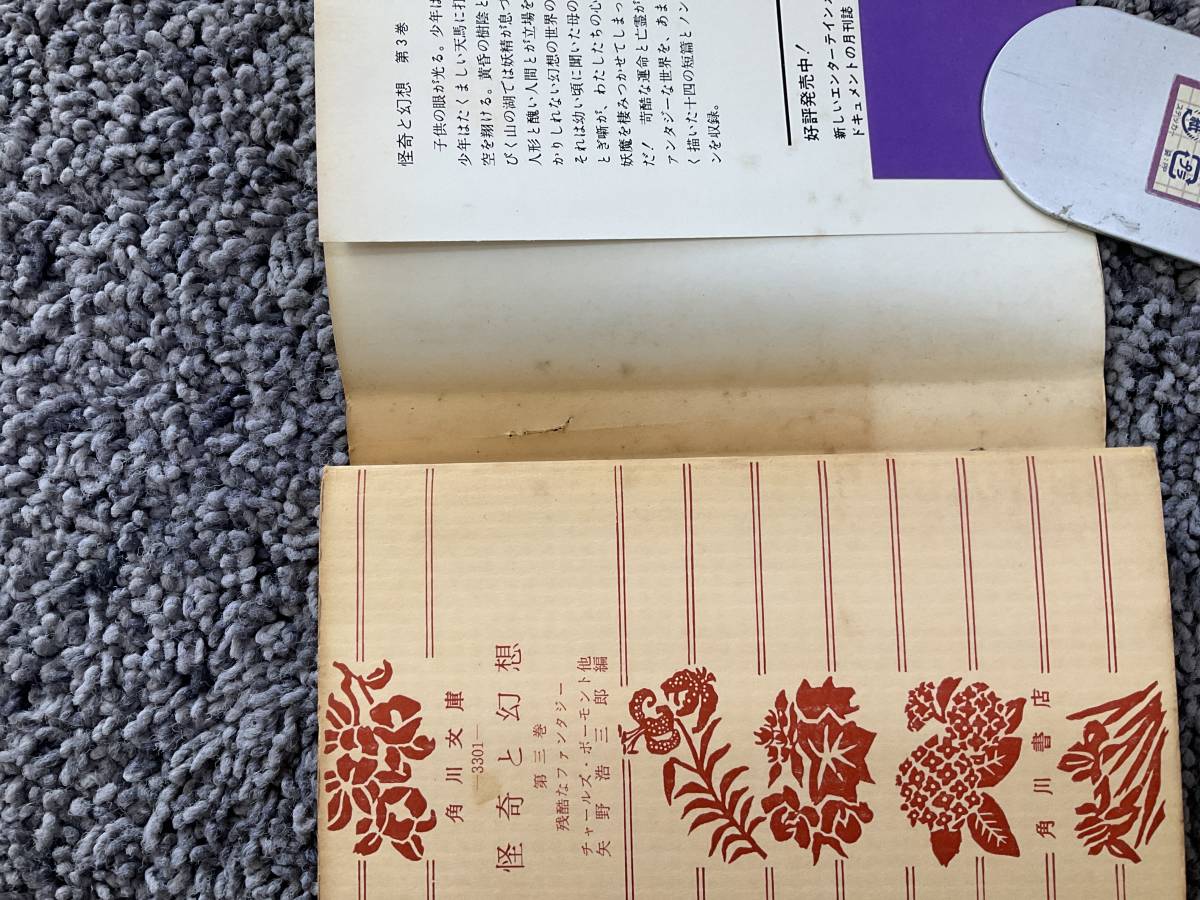 怪奇と幻想 第3巻
子供の眼が光る。少年は
少年はたくましい天馬に打
空を翔ける。黄昏の樹陰と
びく山の湖では妖精が息づ
人形と醜い人間とが立場を
かりしれない幻想の世界の
それは幼い頃に聞いた母の
とぎ噺が、わたしたちの心
妖魔を棲みつかせてしまっ
だ! 苛酷な運命と亡霊が
ァンタジーな世界を、あま
く描いた十四の短篇とノン
ンを収録。
好評発売中!
新しいエンターテインメ
ドキュメントの月刊誌
角川文庫
—3301—
怪奇と幻想
第三巻
残酷なファンタジー
チャールズ・ボーモント他
矢野浩三郎編
角川書店